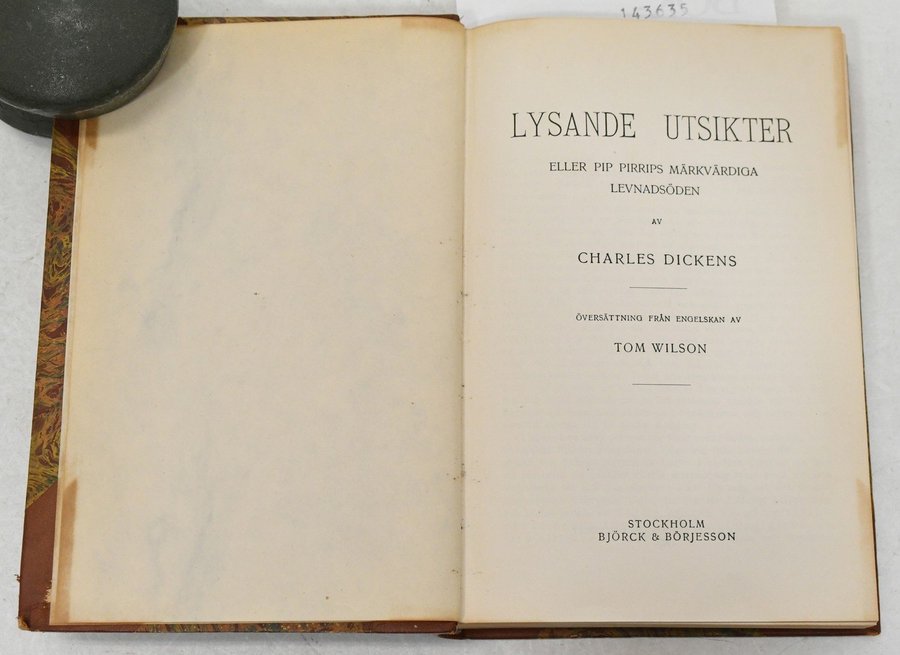 143635
LYSANDE UTSIKTER
ELLER PIP PIRRIPS MÄRKVÄRDIGA
LEVNADSÖDEN
AV
CHARLES DICKENS
ÖVERSÄTTNING FRÅN ENGELSKAN AV
TOM WILSON
STOCKHOLM
BJÖRCK & BÖRJESSON